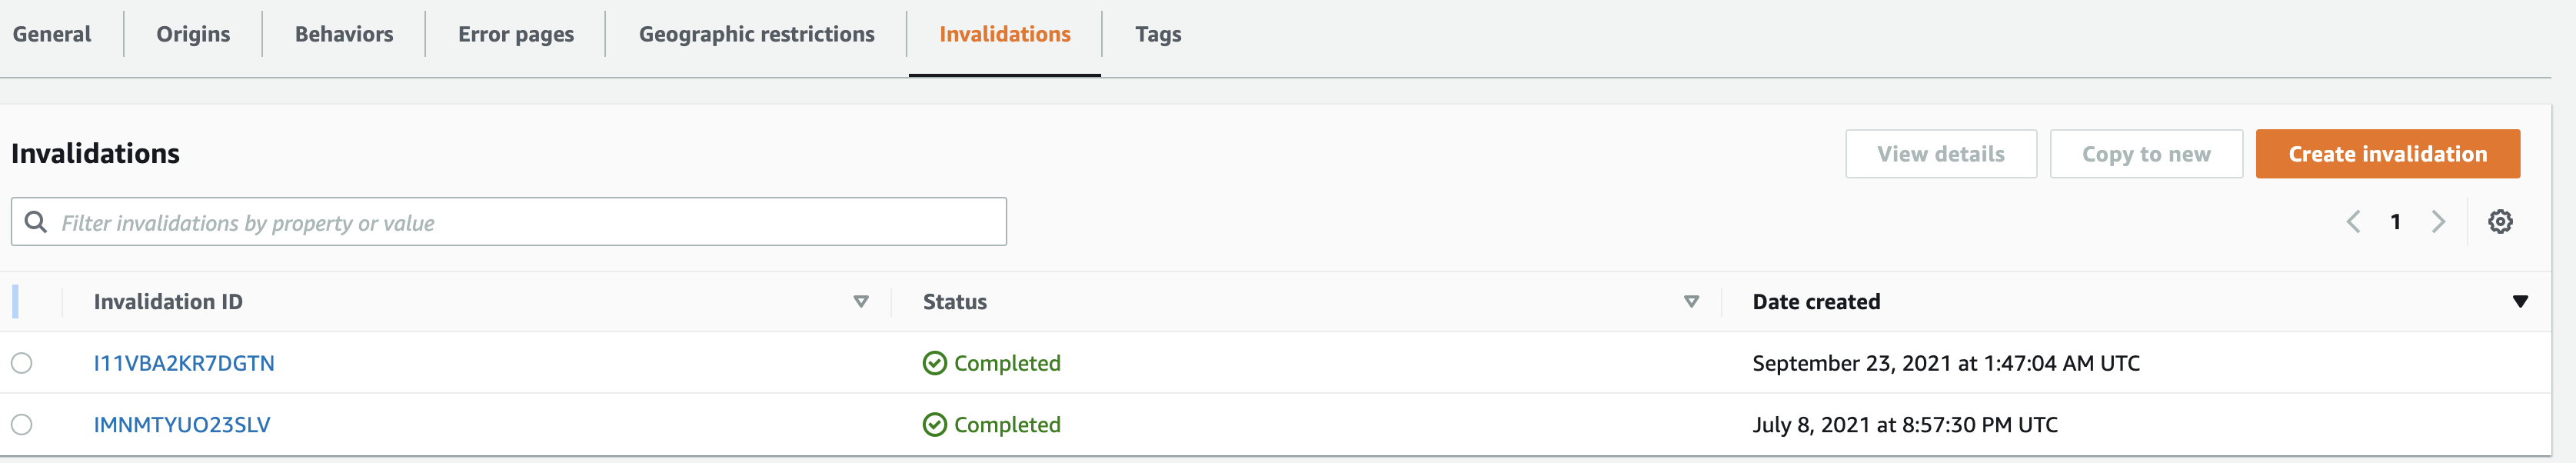 General Origins Behaviors Error pages Geographic restrictions Invalidations Tags
Invalidations View details Copy to new Create invalidation
Filter invalidations by property or value 1
Invalidation ID Status Date created
I11VBA2KR7DGTN Completed September 23, 2021 at 1:47:04 AM UTC
IMNMTYUO23SLV Completed July 8, 2021 at 8:57:30 PM UTC